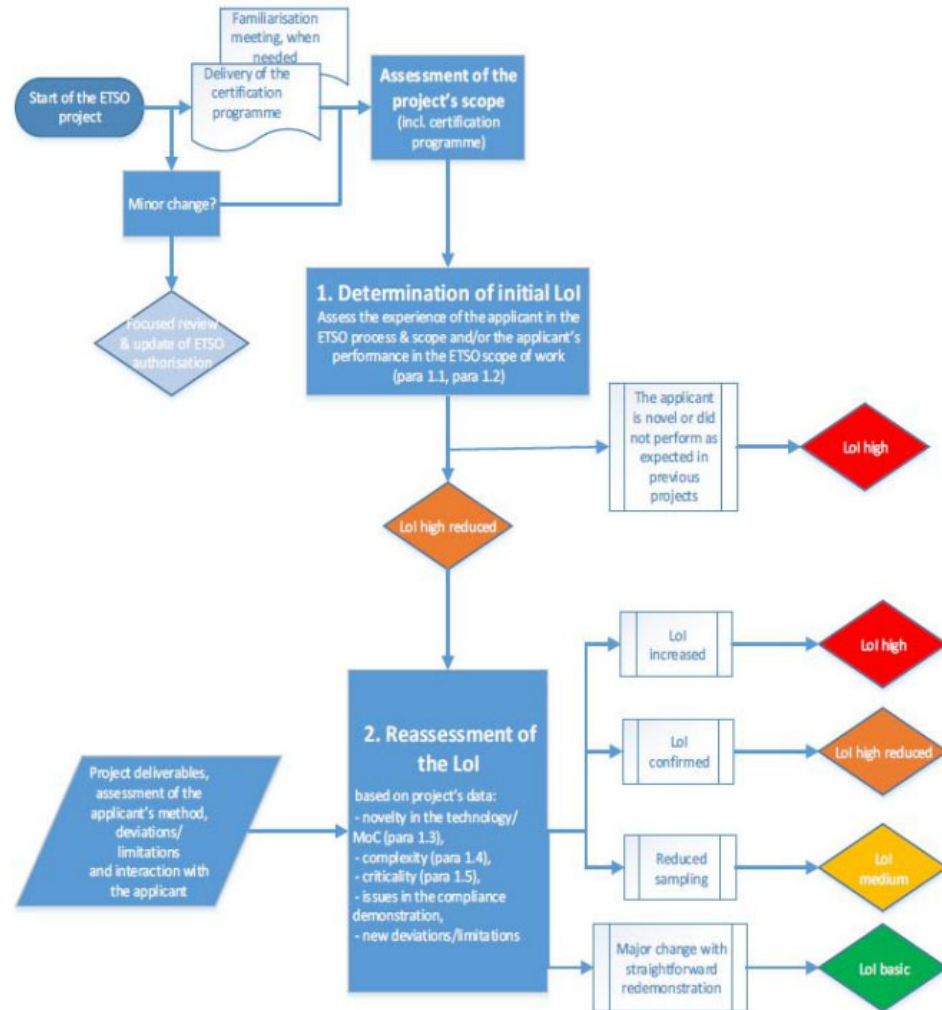 Familiarisation
meeting, when
needed
Delivery of the
certification
programme
Start of the ETSO
project
Assessment of the
project's scope
(incl. certification
programme)
Minor change?
Focused review
& update of ETSO
authorisation
1. Determination of initial LoI
Assess the experience of the applicant in the
ETSO process & scope and/or the applicant's
performance in the ETSO scope of work
(para 1.1, para 1.2)
The applicant
is novel or did
not perform as
expected in
previous
projects
LoI high
LoI high reduced
LoI
increased
LoI high
2. Reassessment of
the LoI
based on project's data:
- novelty in the technology/
MoC (para 1.3),
- complexity (para 1.4),
- criticality (para 1.5),
- issues in the compliance
demonstration,
- new deviations/limitations
LoI
confirmed
LoI high reduced
Project deliverables,
assessment of the
applicant's method,
deviations/
limitations
and interaction with
the applicant
Reduced
sampling
LoI
medium
Major change with
straightforward
redemonstration
LoI basic